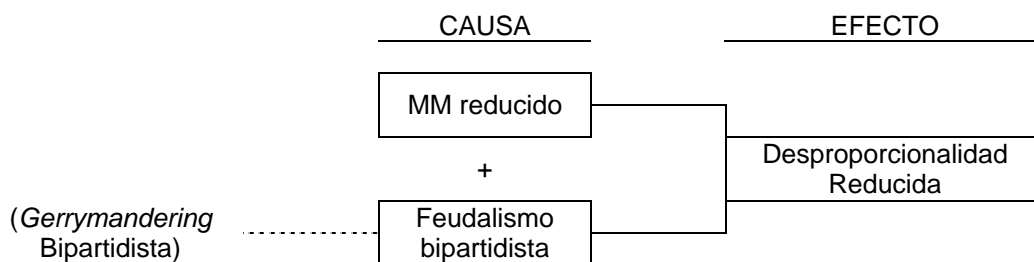 CAUSA
EFECTO
MM reducido
+
Desproporcionalidad
Reducida
(Gerrymandering
Bipartidista)
Feudalismo
bipartidista